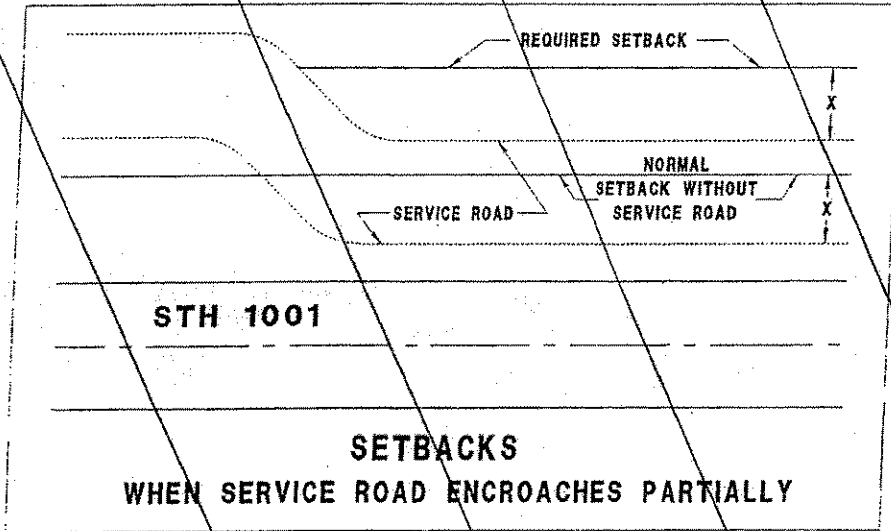 REQUIRED SETBACK
X
NORMAL
SETBACK WITHOUT
SERVICE ROAD
SERVICE ROAD
X
STH 1001
SETBACKS
WHEN SERVICE ROAD ENCROACHES PARTIALLY